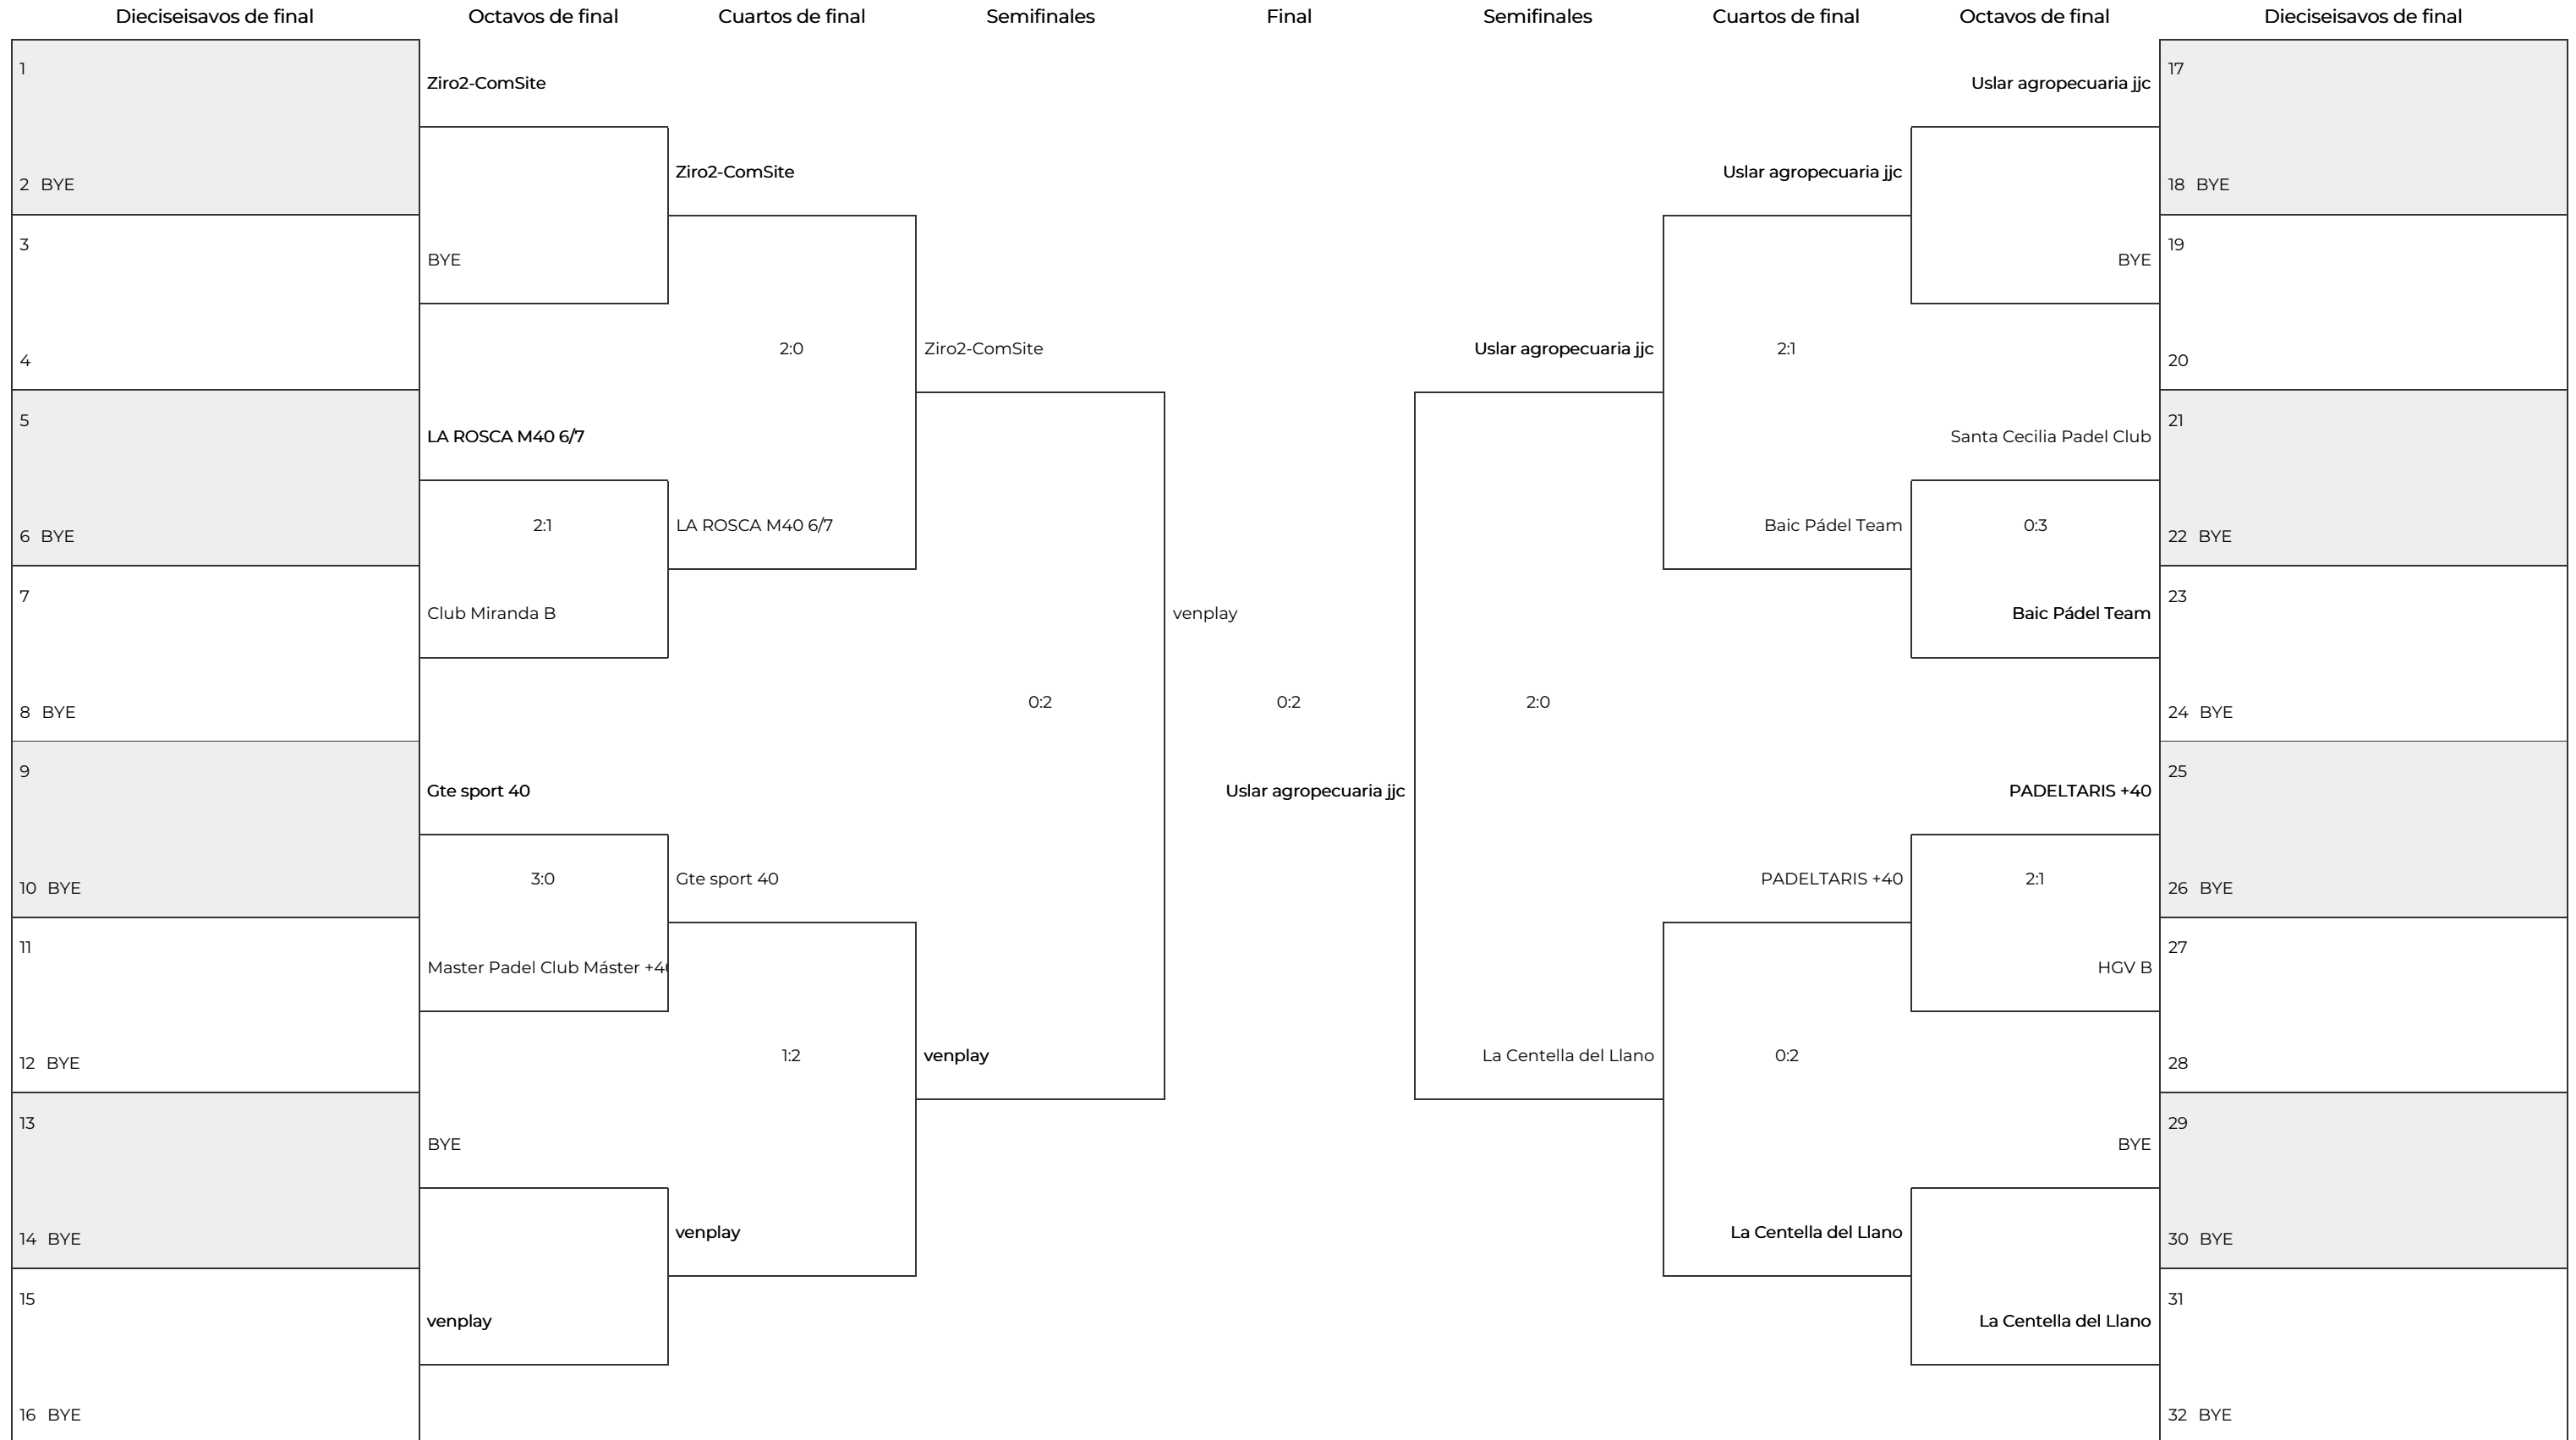 Dieciseisavos de final
Octavos de final
Cuartos de final
Semifinales
Final
Semifinales
Cuartos de final
Octavos de final
Dieciseisavos de final
1
2 BYE
3
4
5
6 BYE
7
8 BYE
9
10 BYE
11
12 BYE
13
14 BYE
15
16 BYE
Ziro2-ComSite
BYE
LA ROSCA M40 6/7
2:1
Club Miranda B
Gte sport 40
3:0
Master Padel Club Máster +40
BYE
venplay
Ziro2-ComSite
2:0
LA ROSCA M40 6/7
Gte sport 40
1:2
venplay
Ziro2-ComSite
0:2
venplay
venplay
0:2
Uslar agropecuaria jjc
Uslar agropecuaria jjc
2:0
La Centella del Llano
Uslar agropecuaria jjc
2:1
Baic Pádel Team
PADELTARIS +40
0:2
La Centella del Llano
Uslar agropecuaria jjc
BYE
Santa Cecilia Padel Club
0:3
Baic Pádel Team
PADELTARIS +40
2:1
HGV B
BYE
La Centella del Llano
17
18 BYE
19
20
21
22 BYE
23
24 BYE
25
26 BYE
27
28
29
30 BYE
31
32 BYE